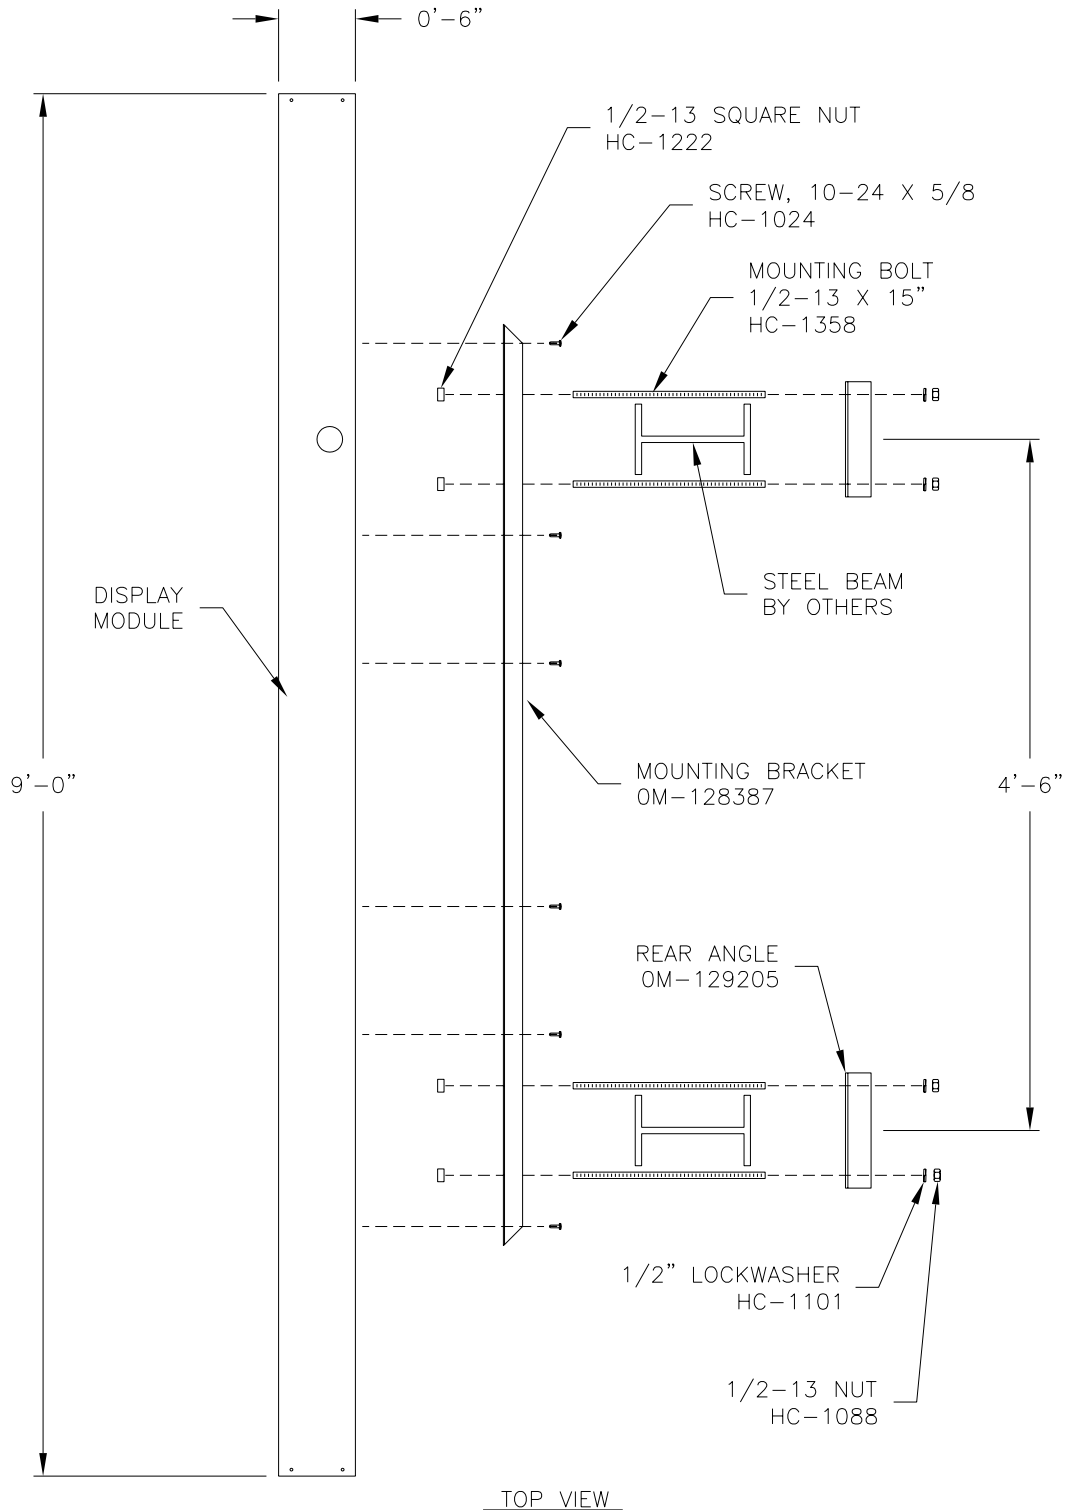 0'-6"
1/2-13 SQUARE NUT
HC-1222
SCREW, 10-24 X 5/8
HC-1024
MOUNTING BOLT
1/2-13 X 15"
HC-1358
STEEL BEAM
BY OTHERS
DISPLAY
MODULE
9'-0"
MOUNTING BRACKET
0M-128387
4'-6"
REAR ANGLE
0M-129205
1/2" LOCKWASHER
HC-1101
1/2-13 NUT
HC-1088
TOP VIEW